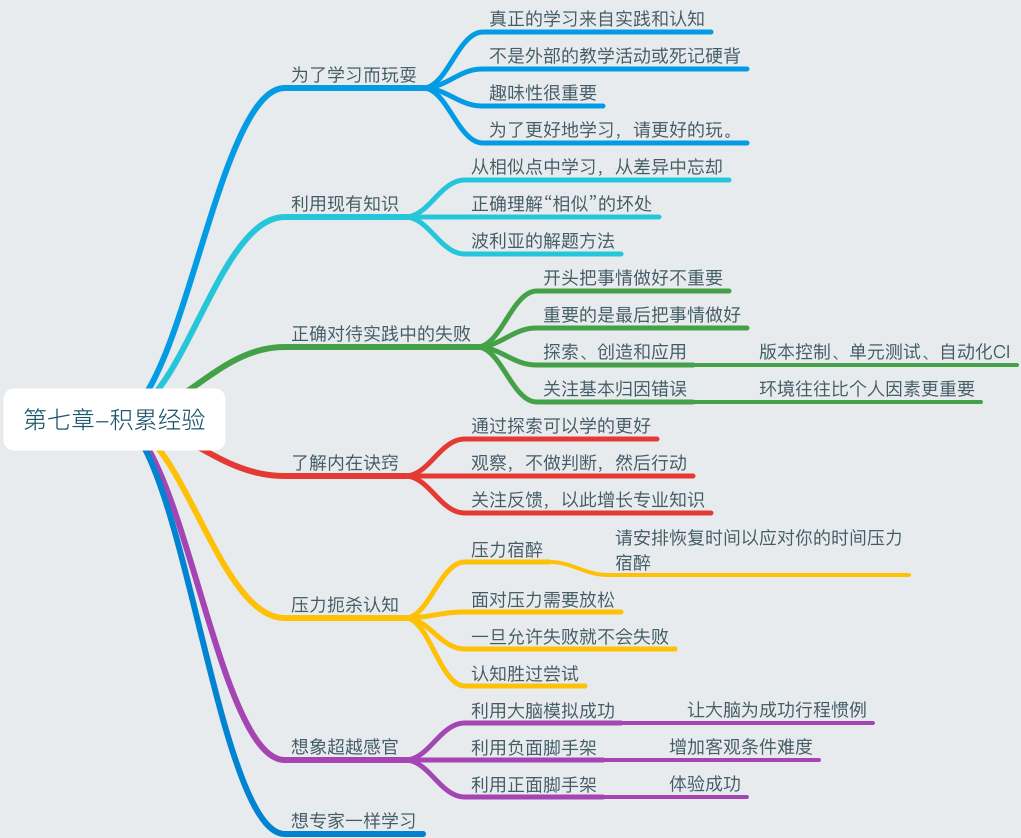 第七章-积累经验
为了学习而玩耍
真正的学习来自实践和认知
不是外部的教学活动或死记硬背
趣味性很重要
为了更好地学习，请更好的玩。
利用现有知识
从相似点中学习，从差异中忘却
正确理解“相似”的坏处
波利亚的解题方法
正确对待实践中的失败
开头把事情做好不重要
重要的是最后把事情做好
探索、创造和应用
版本控制、单元测试、自动化CI
关注基本归因错误
环境往往比个人因素更重要
了解内在诀窍
通过探索可以学的更好
观察，不做判断，然后行动
关注反馈，以此增长专业知识
压力扼杀认知
压力宿醉
请安排恢复时间以应对你的时间压力
宿醉
面对压力需要放松
一旦允许失败就不会失败
认知胜过尝试
想象超越感官
利用大脑模拟成功
让大脑为成功行程惯例
利用负面脚手架
增加客观条件难度
利用正面脚手架
体验成功
想专家一样学习